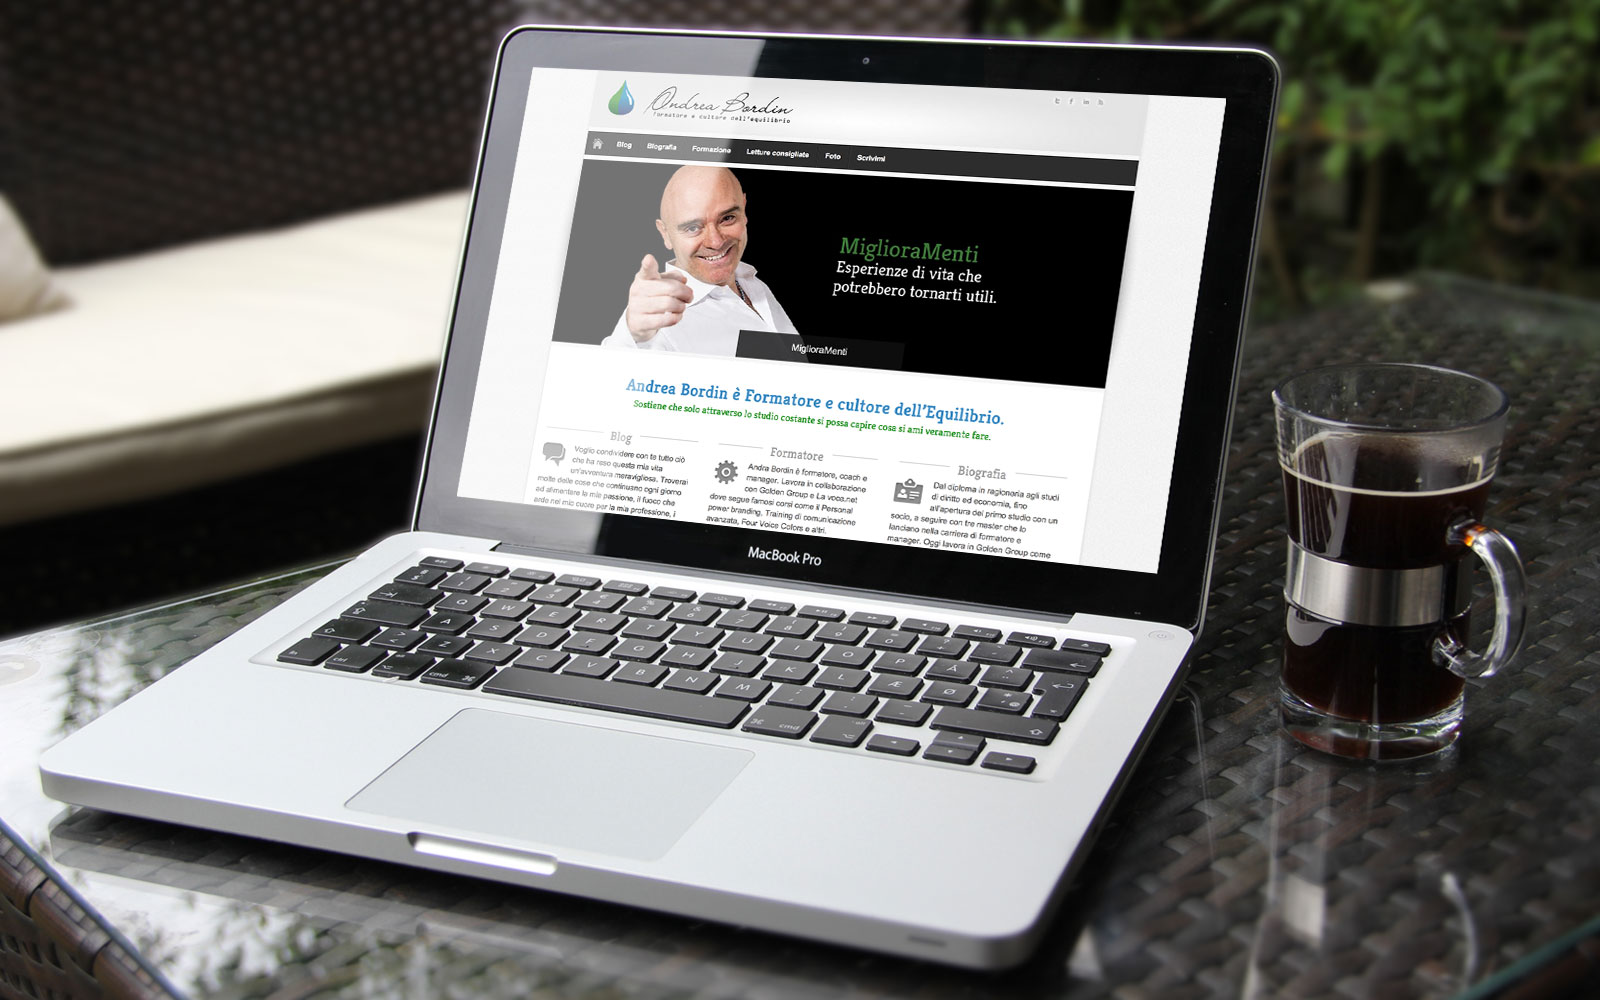 Andrea Bordin
formatore e cultore dell'equilibrio
Blog
Biografia
Formazione
Letture consigliate
Foto
Scrivimi
MiglioraMenti
Esperienze di vita che
potrebbero tornarti utili.
MiglioraMenti
Andrea Bordin è Formatore e cultore dell'Equilibrio.
Sostiene che solo attraverso lo studio costante si possa capire cosa si ami veramente fare.
Blog
Voglio condividere con te tutto ciò
che ha reso questa mia vita
un'avventura meravigliosa. Troverai
molte delle cose che continuano ogni giorno
ad alimentare la mia passione, il fuoco che
arde nel mio cuore per la mia professione, i
Formatore
Andra Bordin è formatore, coach e
manager. Lavora in collaborazione
con Golden Group e La voce.net
dove segue famosi corsi come il Personal
power branding, Training di comunicazione
avanzata, Four Voice Colors e altri.
Biografia
Dal diploma in ragioneria agli studi
di diritto ed economia, fino
all'apertura del primo studio con un
socio, a seguire con tre master che lo
lanciano nella carriera di formatore e
manager. Oggi lavora in Golden Group come
MacBook Pro
esc
Q W E R T Y U I O P Å
A S D F G H J K L Æ Ø
Z X C V B N M
fn ctrl cmd cmd